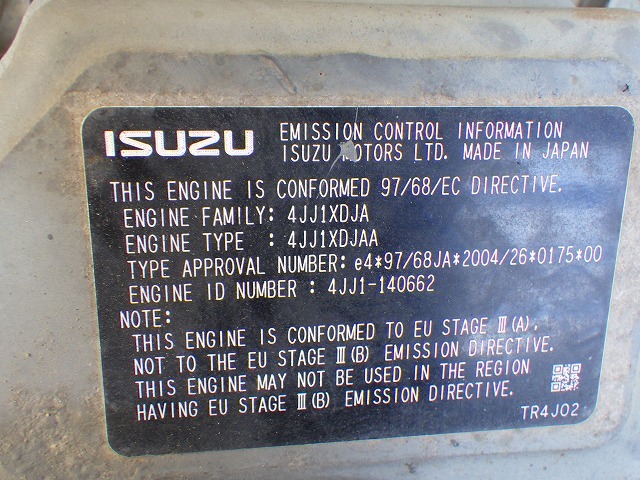 ISUZU EMISSION CONTROL INFORMATION
ISUZU MOTORS LTD. MADE IN JAPAN
THIS ENGINE IS CONFORMED 97/68/EC DIRECTIVE.
ENGINE FAMILY: 4JJ1XDJA
ENGINE TYPE : 4JJ1XDJAA
TYPE APPROVAL NUMBER: e4*97/68JA*2004/26*0175*00
ENGINE ID NUMBER : 4JJ1-140662
NOTE:
THIS ENGINE IS CONFORMED TO EU STAGE Ⅲ(A),
NOT TO THE EU STAGE Ⅲ(B) EMISSION DIRECTIVE.
THIS ENGINE MAY NOT BE USED IN THE REGION
HAVING EU STAGE Ⅲ(B) EMISSION DIRECTIVE.
TR4J02